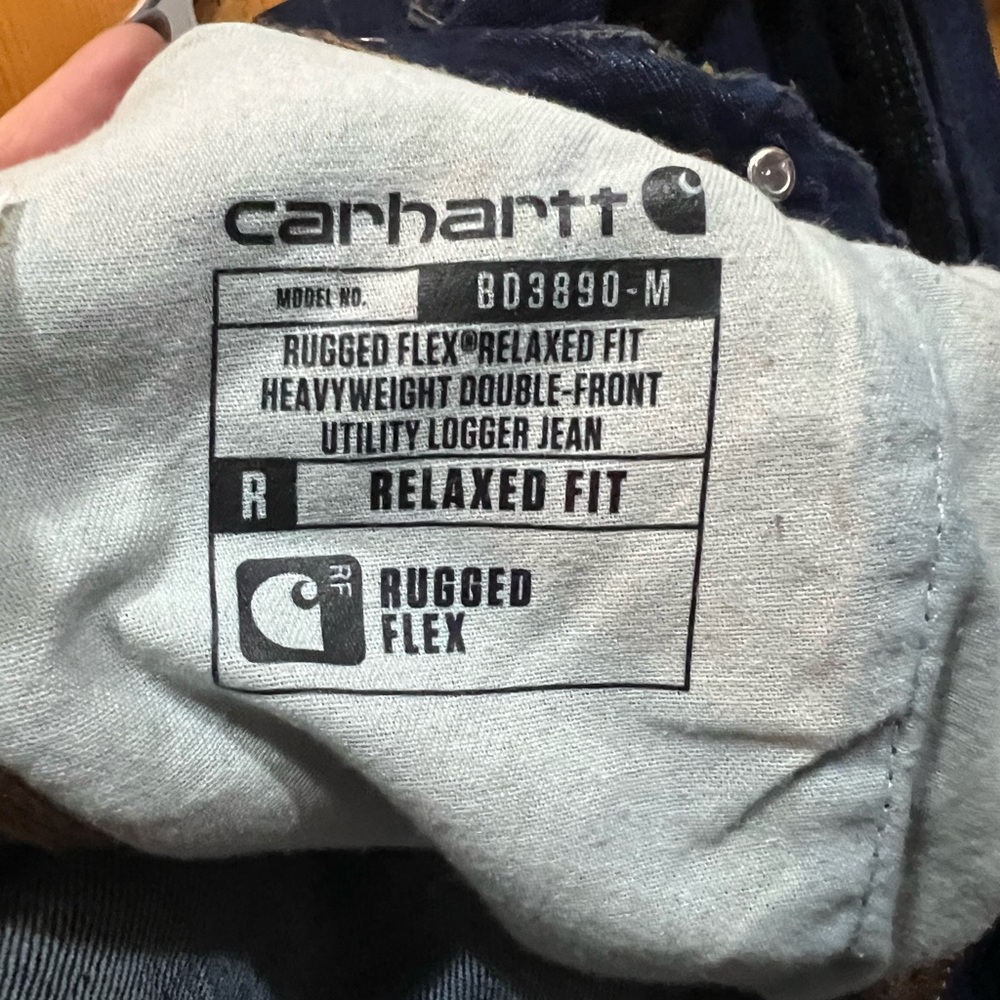 carhartt
MODEL NO. BD3890-M
RUGGED FLEX®RELAXED FIT
HEAVYWEIGHT DOUBLE-FRONT
UTILITY LOGGER JEAN
R RELAXED FIT
RF
RUGGED
FLEX